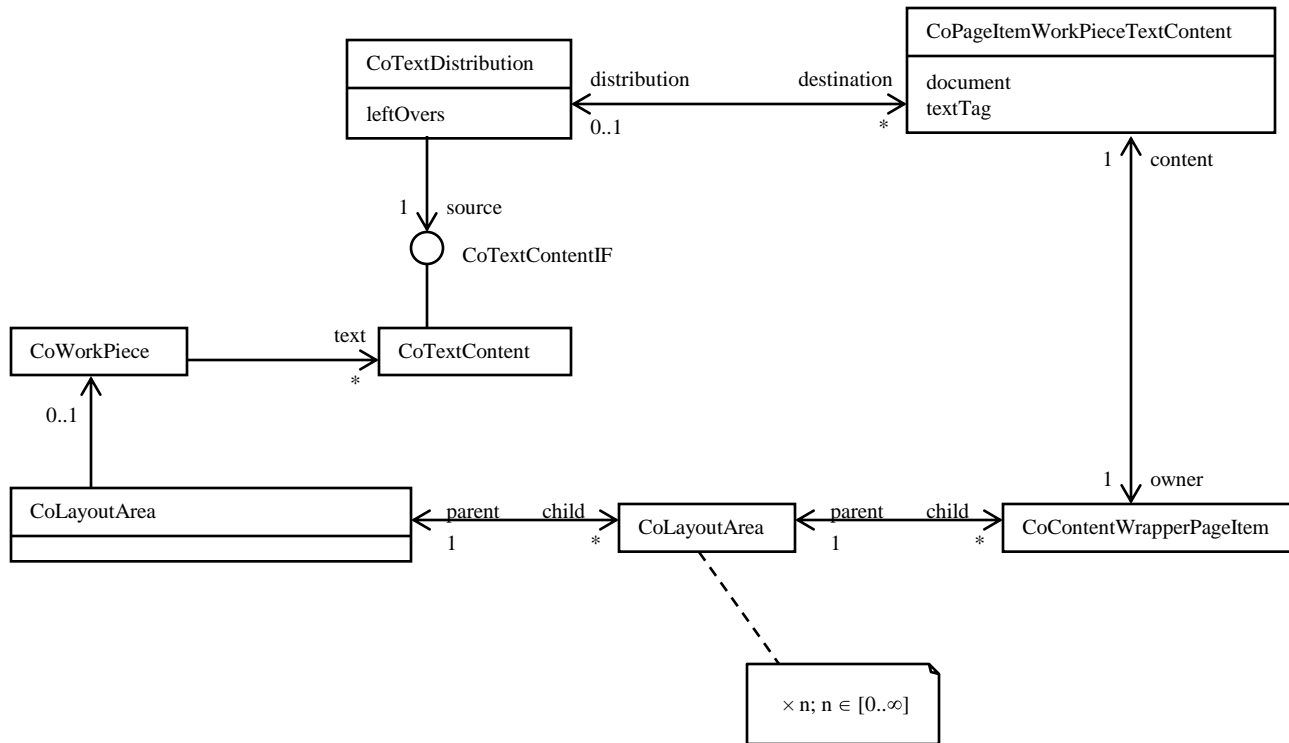 CoPageItemWorkPieceTextContent
CoTextDistribution
distribution
destination
document
leftOvers
textTag
0..1
*
1
content
1
source
CoTextContentIF
text
CoWorkPiece
CoTextContent
*
0..1
1
owner
CoLayoutArea
parent
child
CoLayoutArea
parent
child
CoContentWrapperPageItem
1
*
1
*
× n; n ∈ [0..∞]